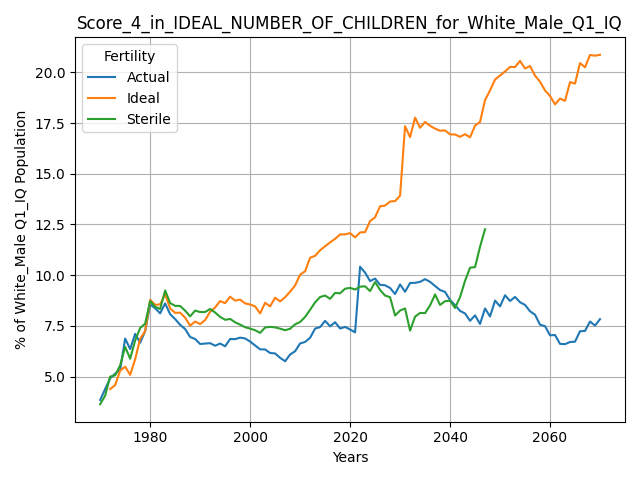 Score_4_in_IDEAL_NUMBER_OF_CHILDREN_for_White_Male_Q1_IQ
Fertility
Actual
Ideal
Sterile
% of White_Male Q1_IQ Population
20.0
17.5
15.0
12.5
10.0
7.5
5.0
1980
2000
2020
2040
2060
Years